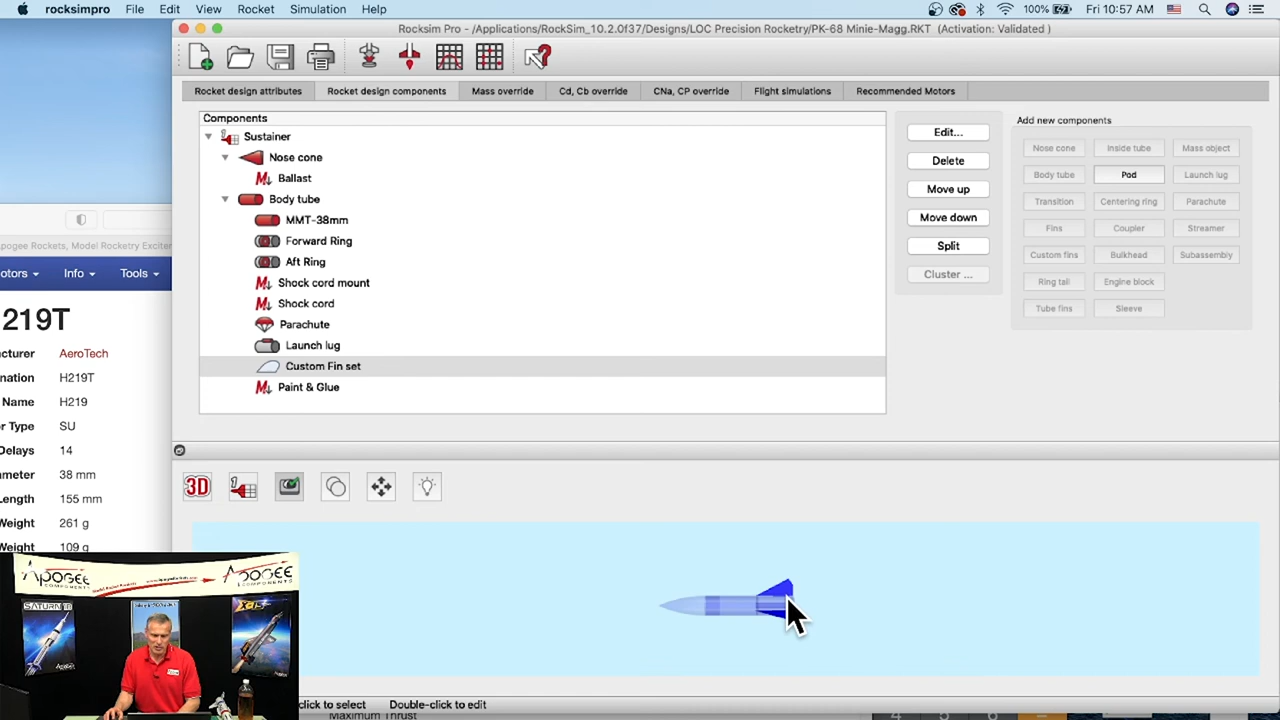 rocksimpro File Edit View Rocket Simulation Help 100% Fri 10:57 AM
Rocksim Pro - /Applications/RockSim_10.2.0f37/Designs/LOC Precision Rocketry/PK-68 Minie-Magg.RKT (Activation: Validated )
Rocket design attributes Rocket design components Mass override Cd, Cb override CNa, CP override Flight simulations Recommended Motors
Components
Sustainer
Nose cone
Ballast
Body tube
MMT-38mm
Forward Ring
Aft Ring
Shock cord mount
Shock cord
Parachute
Launch lug
Custom Fin set
Paint & Glue
Edit...
Delete
Move up
Move down
Split
Cluster ...
Add new components
Nose cone Inside tube Mass object
Body tube Pod Launch lug
Transition Centering ring Parachute
Fins Coupler Streamer
Custom fins Bulkhead Subassembly
Ring tail Engine block
Tube fins Sleeve
pogee Rockets, Model Rocketry Exciter
otors Info Tools
219T
cturer AeroTech
nation H219T
Name H219
r Type SU
Delays 14
meter 38 mm
Length 155 mm
Weight 261 g
Weight 109 g
3D
APOGEE COMPONENTS
APOGEE COMPONENTS
SATURN 1B
click to select Double-click to edit
Maximum Thrust